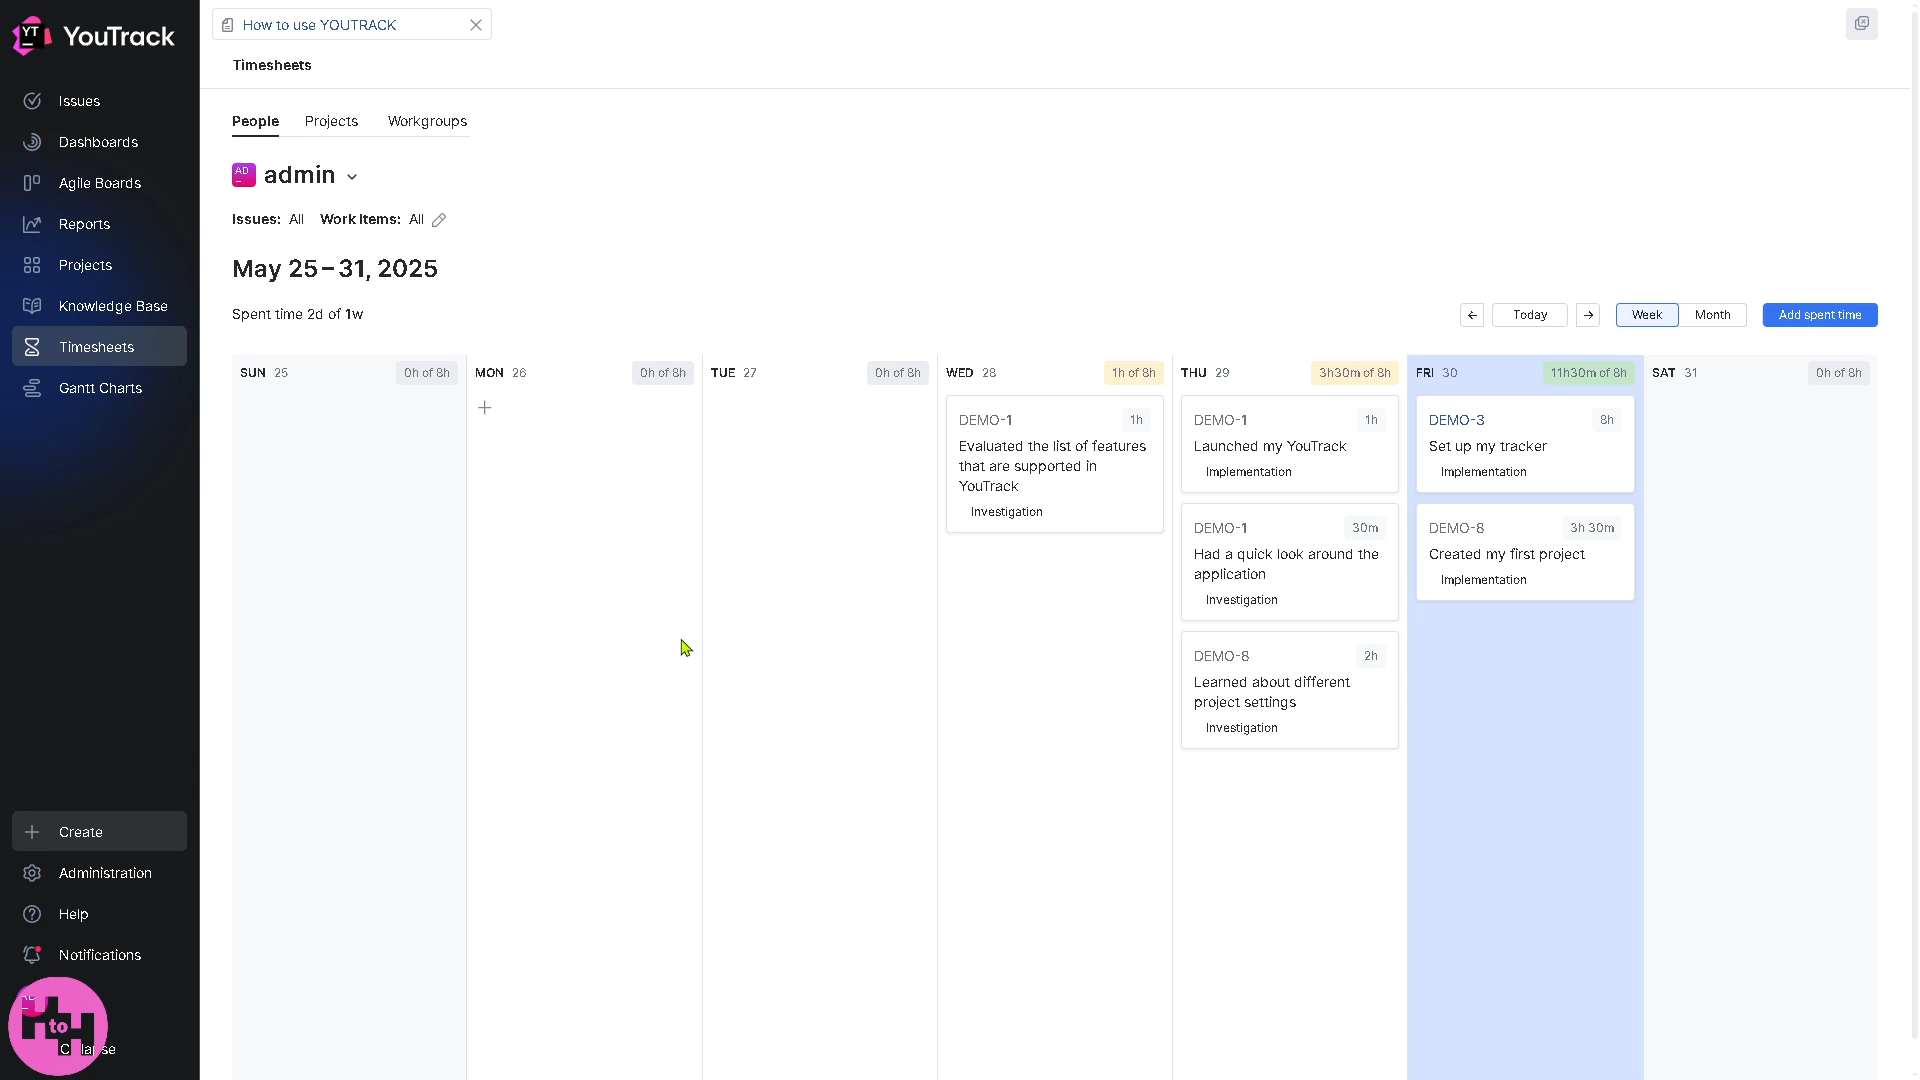 YT YouTrack
How to use YOUTRACK
Timesheets
Issues
Dashboards
Agile Boards
Reports
Projects
Knowledge Base
Timesheets
Gantt Charts
Create
Administration
Help
Notifications
HtoH
People Projects Workgroups
AD admin
Issues: All Work Items: All
May 25–31, 2025
Spent time 2d of 1w
Today
Week Month
Add spent time
SUN 25 0h of 8h
MON 26 0h of 8h
TUE 27 0h of 8h
WED 28 1h of 8h
DEMO-1 1h
Evaluated the list of features
that are supported in
YouTrack
Investigation
THU 29 3h30m of 8h
DEMO-1 1h
Launched my YouTrack
Implementation
DEMO-1 30m
Had a quick look around the
application
Investigation
DEMO-8 2h
Learned about different
project settings
Investigation
FRI 30 11h30m of 8h
DEMO-3 8h
Set up my tracker
Implementation
DEMO-8 3h 30m
Created my first project
Implementation
SAT 31 0h of 8h